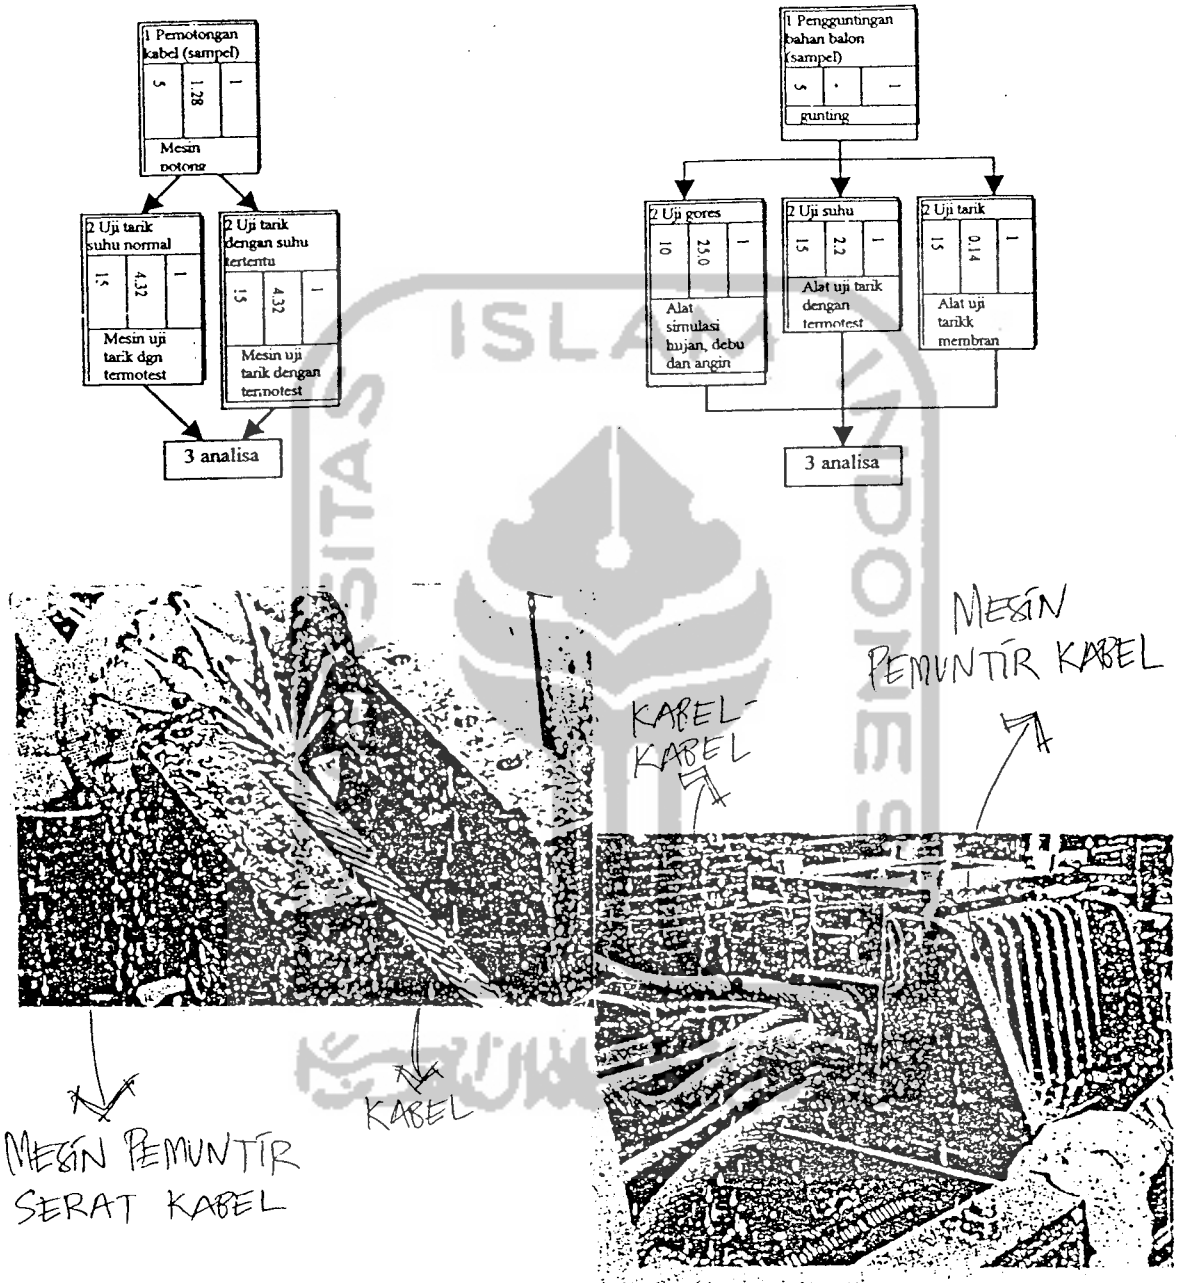 1 Pemotongan
kabel (sampel)
5 1.28 1
Mesin
potong
2 Uji tarik
suhu normal
15 4.32 1
Mesin uji
tarik dgn
termotest
2 Uji tarik
dengan suhu
tertentu
15 4.32 1
Mesin uji
tarik dengan
termotest
3 analisa
1 Pengguntingan
bahan balon
(sampel)
5 . 1
gunting
2 Uji gores
10 25.0 1
Alat
simulasi
hujan, debu
dan angin
2 Uji suhu
15 2.2 1
Alat uji tarik
dengan
termotest
2 Uji tarik
15 0.14 1
Alat uji
tarikk
membran
3 analisa
ISLAM
SITAS
INDONES
MESIN
PEMUNTIR KABEL
KABEL-
KABEL
MESIN PEMUNTIR
SERAT KABEL
KABEL